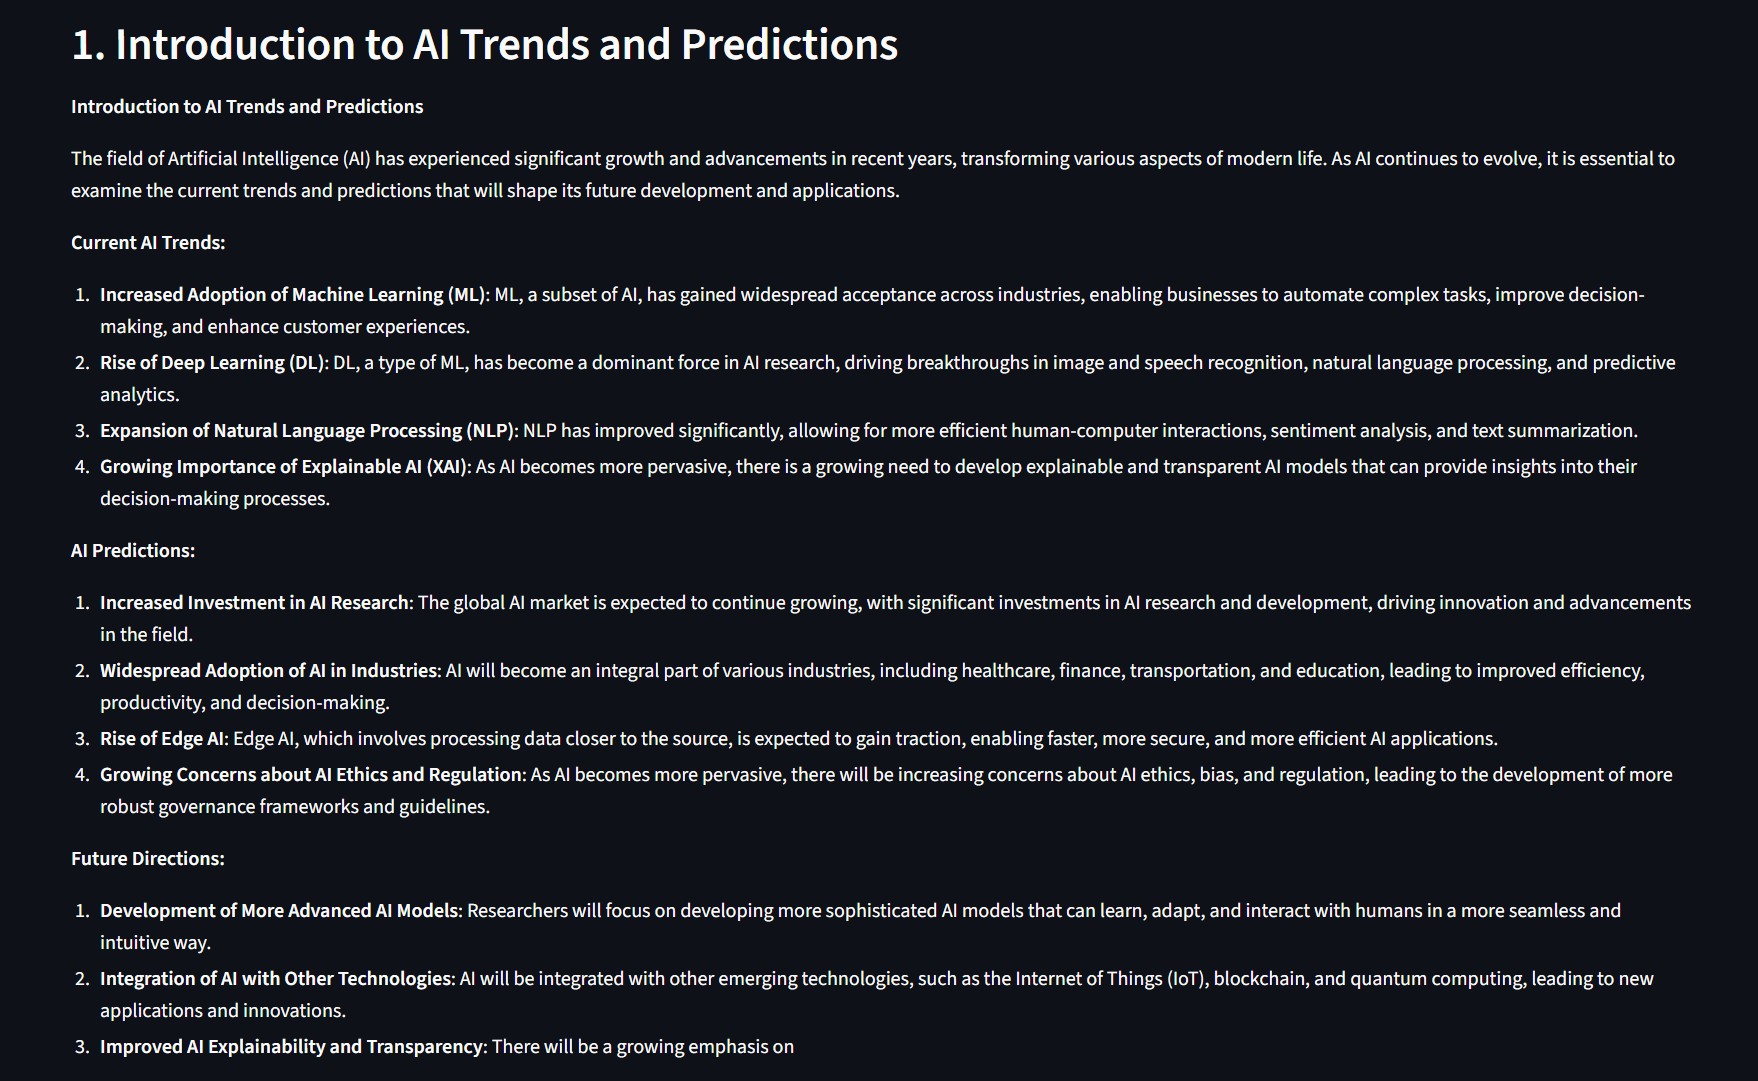 1. Introduction to AI Trends and Predictions
Introduction to AI Trends and Predictions
The field of Artificial Intelligence (AI) has experienced significant growth and advancements in recent years, transforming various aspects of modern life. As AI continues to evolve, it is essential to
examine the current trends and predictions that will shape its future development and applications.
Current AI Trends:
1. Increased Adoption of Machine Learning (ML): ML, a subset of AI, has gained widespread acceptance across industries, enabling businesses to automate complex tasks, improve decision-
making, and enhance customer experiences.
2. Rise of Deep Learning (DL): DL, a type of ML, has become a dominant force in AI research, driving breakthroughs in image and speech recognition, natural language processing, and predictive
analytics.
3. Expansion of Natural Language Processing (NLP): NLP has improved significantly, allowing for more efficient human-computer interactions, sentiment analysis, and text summarization.
4. Growing Importance of Explainable AI (XAI): As AI becomes more pervasive, there is a growing need to develop explainable and transparent AI models that can provide insights into their
decision-making processes.
AI Predictions:
1. Increased Investment in AI Research: The global AI market is expected to continue growing, with significant investments in AI research and development, driving innovation and advancements
in the field.
2. Widespread Adoption of AI in Industries: AI will become an integral part of various industries, including healthcare, finance, transportation, and education, leading to improved efficiency,
productivity, and decision-making.
3. Rise of Edge AI: Edge AI, which involves processing data closer to the source, is expected to gain traction, enabling faster, more secure, and more efficient AI applications.
4. Growing Concerns about AI Ethics and Regulation: As AI becomes more pervasive, there will be increasing concerns about AI ethics, bias, and regulation, leading to the development of more
robust governance frameworks and guidelines.
Future Directions:
1. Development of More Advanced AI Models: Researchers will focus on developing more sophisticated AI models that can learn, adapt, and interact with humans in a more seamless and
intuitive way.
2. Integration of AI with Other Technologies: AI will be integrated with other emerging technologies, such as the Internet of Things (IoT), blockchain, and quantum computing, leading to new
applications and innovations.
3. Improved AI Explainability and Transparency: There will be a growing emphasis on